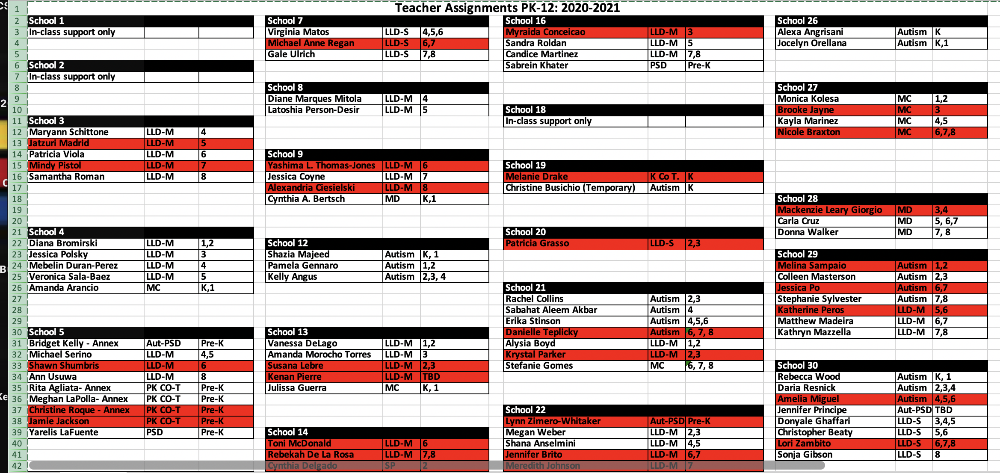 Teacher Assignments PK-12: 2020-2021
School 1
In-class support only
School 2
In-class support only
School 3
Maryann Schittone LLD-M 4
Jatzuri Madrid LLD-M 5
Patricia Viola LLD-M 6
Mindy Pistol LLD-M 7
Samantha Roman LLD-M 8
School 4
Diana Bromirski LLD-M 1,2
Jessica Polsky LLD-M 3
Mebelin Duran-Perez LLD-M 4
Veronica Sala-Baez LLD-M 5
Amanda Arancio MC K,1
School 5
Bridget Kelly - Annex Aut-PSD Pre-K
Michael Serino LLD-M 4,5
Shawn Shumbris LLD-M 6
Ann Usuwa LLD-M 8
Rita Agliata- Annex PK CO-T Pre-K
Meghan LaPolla- Annex PK CO-T Pre-K
Christine Roque - Annex PK CO-T Pre-K
Jamie Jackson PK CO-T Pre-K
Yarelis LaFuente PSD Pre-K
School 7
Virginia Matos LLD-S 4,5,6
Michael Anne Regan LLD-S 6,7
Gale Ulrich LLD-S 7,8
School 8
Diane Marques Mitola LLD-M 4
Latoshia Person-Desir LLD-M 5
School 9
Yashima L. Thomas-Jones LLD-M 6
Jessica Coyne LLD-M 7
Alexandria Ciesielski LLD-M 8
Cynthia A. Bertsch MD K,1
School 12
Shazia Majeed Autism K, 1
Pamela Gennaro Autism 1,2
Kelly Angus Autism 2,3, 4
School 13
Vanessa DeLago LLD-M 1,2
Amanda Morocho Torres LLD-M 3
Susana Lebre LLD-M 2,3
Kenan Pierre LLD-M TBD
Julissa Guerra MC K, 1
School 14
Toni McDonald LLD-M 6
Rebekah De La Rosa LLD-M 7,8
Cynthia Delgado SP 2
School 16
Myraida Conceicao LLD-M 3
Sandra Roldan LLD-M 5
Candice Martinez LLD-M 7,8
Sabrein Khater PSD Pre-K
School 18
In-class support only
School 19
Melanie Drake K Co T. K
Christine Busichio (Temporary) Autism K
School 20
Patricia Grasso LLD-S 2,3
School 21
Rachel Collins Autism 2,3
Sabahat Aleem Akbar Autism 4
Erika Stinson Autism 4,5,6
Danielle Teplicky Autism 6, 7, 8
Alysia Boyd LLD-M 1,2
Krystal Parker LLD-M 2,3
Stefanie Gomes MC 6, 7, 8
School 22
Lynn Zimero-Whitaker Aut-PSD Pre-K
Megan Weber LLD-M 2,3
Shana Anselmini LLD-M 4,5
Jennifer Brito LLD-M 6,7
Meredith Johnson LLD-M 7
School 26
Alexa Angrisani Autism K
Jocelyn Orellana Autism K,1
School 27
Monica Kolesa MC 1,2
Brooke Jayne MC 3
Kayla Marinez MC 4,5
Nicole Braxton MC 6,7,8
School 28
Mackenzie Leary Giorgio MD 3,4
Carla Cruz MD 5, 6,7
Donna Walker MD 7, 8
School 29
Melina Sampaio Autism 1,2
Colleen Masterson Autism 2,3
Jessica Po Autism 6,7
Stephanie Sylvester Autism 7,8
Katherine Peros LLD-M 5,6
Matthew Madeira LLD-M 6,7
Kathryn Mazzella LLD-M 7,8
School 30
Rebecca Wood Autism K, 1
Daria Resnick Autism 2,3,4
Amelia Miguel Autism 4,5,6
Jennifer Principe Aut-PSD TBD
Donyale Ghaffari LLD-S 3,4,5
Christopher Beaty LLD-S 5,6
Lori Zambito LLD-S 6,7,8
Sonja Gibson LLD-S 8